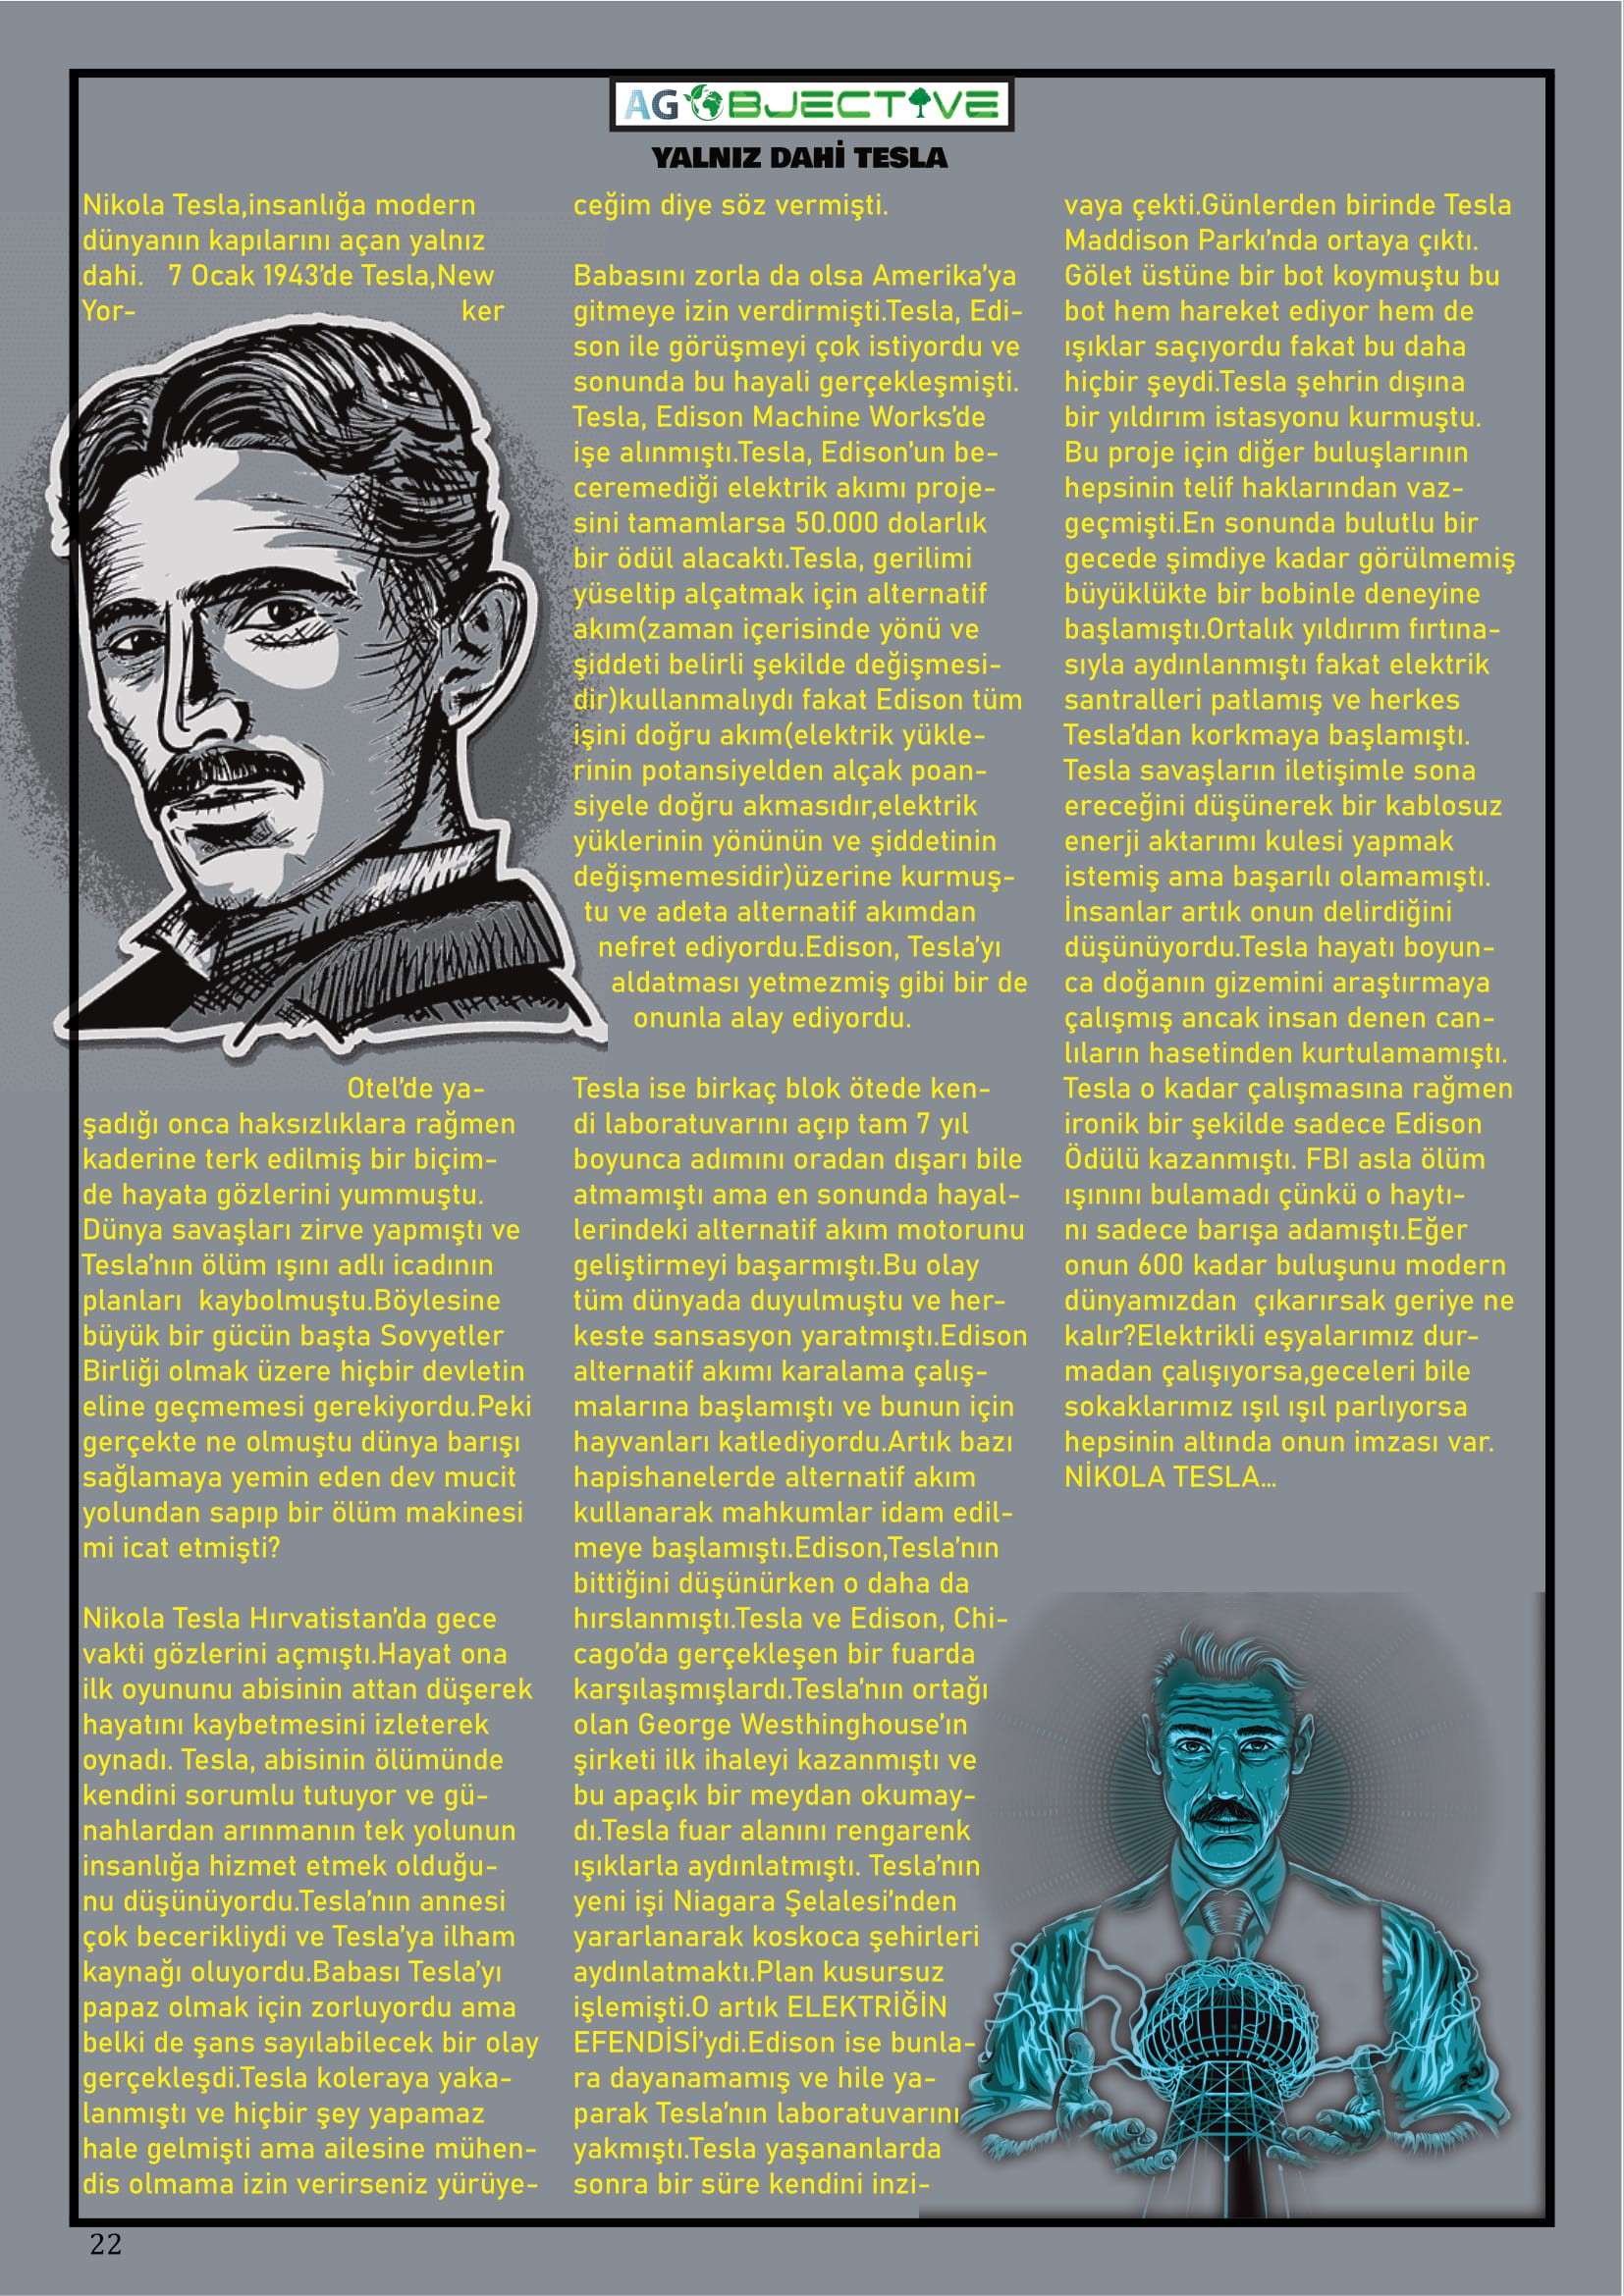 AG OBJECTIVE
YALNIZ DAHİ TESLA
Nikola Tesla,insanlığa modern
dünyanın kapılarını açan yalnız
dahi. 7 Ocak 1943’de Tesla,New
Yor- ker
Otel’de ya-
şadığı onca haksızlıklara rağmen
kaderine terk edilmiş bir biçim-
de hayata gözlerini yummuştu.
Dünya savaşları zirve yapmıştı ve
Tesla’nın ölüm ışını adlı icadının
planları kaybolmuştu.Böylesine
büyük bir gücün başta Sovyetler
Birliği olmak üzere hiçbir devletin
eline geçmemesi gerekiyordu.Peki
gerçekte ne olmuştu dünya barışı
sağlamaya yemin eden dev mucit
yolundan sapıp bir ölüm makinesi
mi icat etmişti?
Nikola Tesla Hırvatistan’da gece
vakti gözlerini açmıştı.Hayat ona
ilk oyununu abisinin attan düşerek
hayatını kaybetmesini izleterek
oynadı. Tesla, abisinin ölümünde
kendini sorumlu tutuyor ve gü-
nahlardan arınmanın tek yolunun
insanlığa hizmet etmek olduğu-
nu düşünüyordu.Tesla’nın annesi
çok becerikliydi ve Tesla’ya ilham
kaynağı oluyordu.Babası Tesla’yı
papaz olmak için zorluyordu ama
belki de şans sayılabilecek bir olay
gerçekleşdi.Tesla koleraya yaka-
lanmıştı ve hiçbir şey yapamaz
hale gelmişti ama ailesine mühen-
dis olmama izin verirseniz yürüye-
ceğim diye söz vermişti.
Babasını zorla da olsa Amerika’ya
gitmeye izin verdirmişti.Tesla, Edi-
son ile görüşmeyi çok istiyordu ve
sonunda bu hayali gerçekleşmişti.
Tesla, Edison Machine Works’de
işe alınmıştı.Tesla, Edison’un be-
ceremediği elektrik akımı proje-
sini tamamlarsa 50.000 dolarlık
bir ödül alacaktı.Tesla, gerilimi
yüseltip alçatmak için alternatif
akım(zaman içerisinde yönü ve
şiddeti belirli şekilde değişmesi-
dir)kullanmalıydı fakat Edison tüm
işini doğru akım(elektrik yükle-
rinin potansiyelden alçak poan-
siyele doğru akmasıdır,elektrik
yüklerinin yönünün ve şiddetinin
değişmemesidir)üzerine kurmuş-
tu ve adeta alternatif akımdan
nefret ediyordu.Edison, Tesla’yı
aldatması yetmezmiş gibi bir de
onunla alay ediyordu.
Tesla ise birkaç blok ötede ken-
di laboratuvarını açıp tam 7 yıl
boyunca adımını oradan dışarı bile
atmamıştı ama en sonunda hayal-
lerindeki alternatif akım motorunu
geliştirmeyi başarmıştı.Bu olay
tüm dünyada duyulmuştu ve her-
keste sansasyon yaratmıştı.Edison
alternatif akımı karalama çalış-
malarına başlamıştı ve bunun için
hayvanları katlediyordu.Artık bazı
hapishanelerde alternatif akım
kullanarak mahkumlar idam edil-
meye başlamıştı.Edison,Tesla’nın
bittiğini düşünürken o daha da
hırslanmıştı.Tesla ve Edison, Chi-
cago’da gerçekleşen bir fuarda
karşılaşmışlardı.Tesla’nın ortağı
olan George Westhinghouse’ın
şirketi ilk ihaleyi kazanmıştı ve
bu apaçık bir meydan okumay-
dı.Tesla fuar alanını rengarenk
ışıklarla aydınlatmıştı. Tesla’nın
yeni işi Niagara Şelalesi’nden
yararlanarak koskoca şehirleri
aydınlatmaktı.Plan kusursuz
işlemişti.O artık ELEKTRİĞİN
EFENDİSİ’ydi.Edison ise bunla-
ra dayanamamış ve hile ya-
parak Tesla’nın laboratuvarını
yakmıştı.Tesla yaşananlarda
sonra bir süre kendini inzi-
vaya çekti.Günlerden birinde Tesla
Maddison Parkı’nda ortaya çıktı.
Gölet üstüne bir bot koymuştu bu
bot hem hareket ediyor hem de
ışıklar saçıyordu fakat bu daha
hiçbir şeydi.Tesla şehrin dışına
bir yıldırım istasyonu kurmuştu.
Bu proje için diğer buluşlarının
hepsinin telif haklarından vaz-
geçmişti.En sonunda bulutlu bir
gecede şimdiye kadar görülmemiş
büyüklükte bir bobinle deneyine
başlamıştı.Ortalık yıldırım fırtına-
sıyla aydınlanmıştı fakat elektrik
santralleri patlamış ve herkes
Tesla’dan korkmaya başlamıştı.
Tesla savaşların iletişimle sona
ereceğini düşünerek bir kablosuz
enerji aktarımı kulesi yapmak
istemiş ama başarılı olamamıştı.
İnsanlar artık onun delirdiğini
düşünüyordu.Tesla hayatı boyun-
ca doğanın gizemini araştırmaya
çalışmış ancak insan denen can-
lıların hasetinden kurtulamamıştı.
Tesla o kadar çalışmasına rağmen
ironik bir şekilde sadece Edison
Ödülü kazanmıştı. FBI asla ölüm
ışınını bulamadı çünkü o haytı-
nı sadece barışa adamıştı.Eğer
onun 600 kadar buluşunu modern
dünyamızdan çıkarırsak geriye ne
kalır?Elektrikli eşyalarımız dur-
madan çalışıyorsa,geceleri bile
sokaklarımız ışıl ışıl parlıyorsa
hepsinin altında onun imzası var.
NİKOLA TESLA...
22